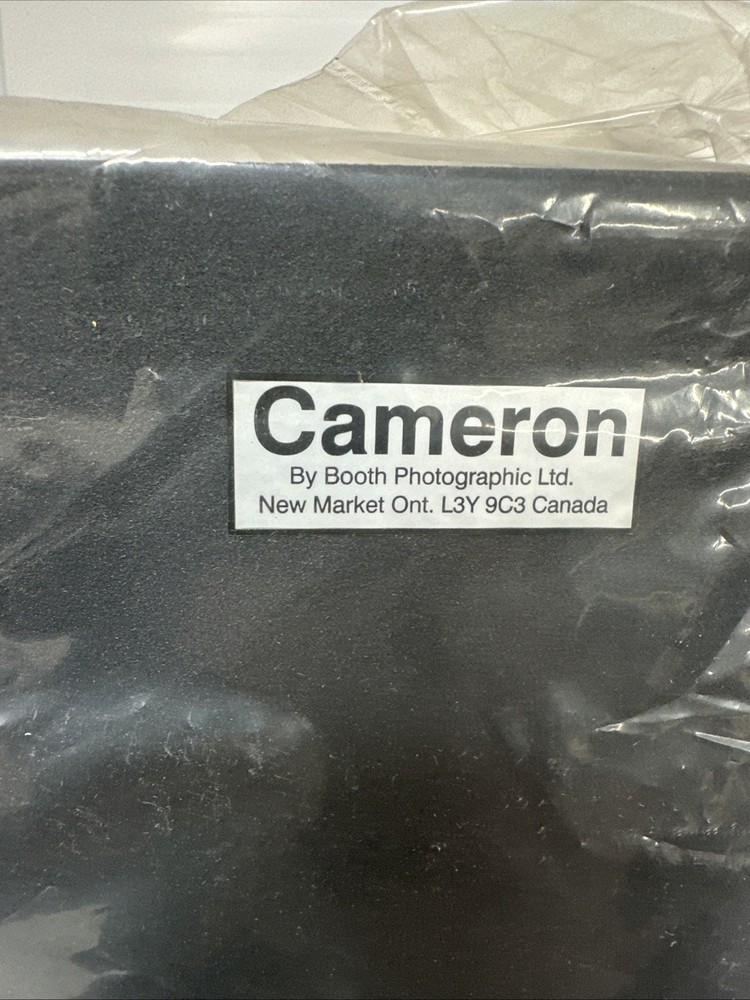 Cameron
By Booth Photographic Ltd.
New Market Ont. L3Y 9C3 Canada